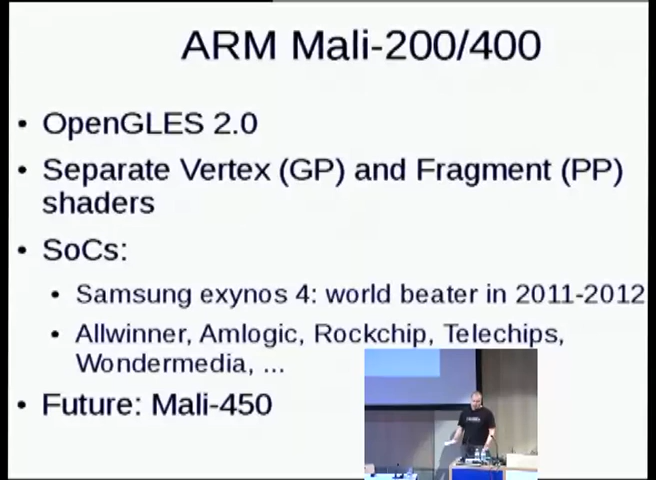 ARM Mali-200/400
• OpenGLES 2.0
• Separate Vertex (GP) and Fragment (PP)
shaders
• SoCs:
• Samsung exynos 4: world beater in 2011-2012
• Allwinner, Amlogic, Rockchip, Telechips,
Wondermedia, ...
• Future: Mali-450